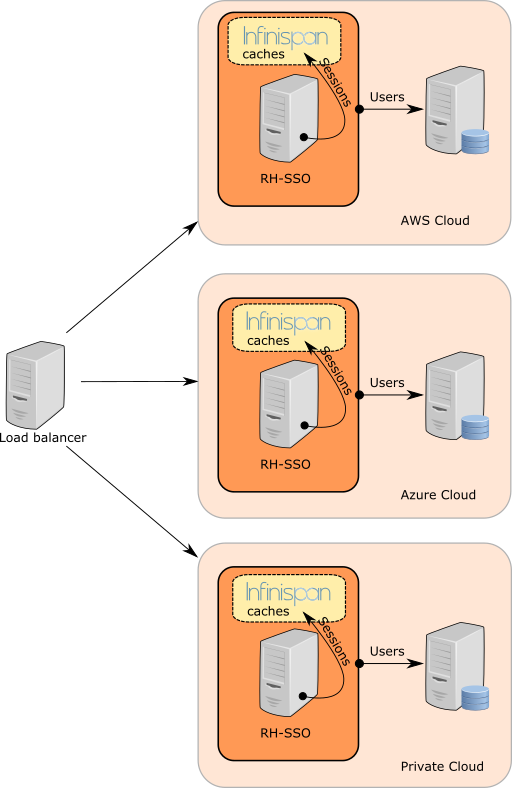 Infinispan
caches
Sessions
Users
RH-SSO
AWS Cloud
Infinispan
caches
Sessions
Users
Load balancer
RH-SSO
Azure Cloud
Infinispan
caches
Sessions
Users
RH-SSO
Private Cloud